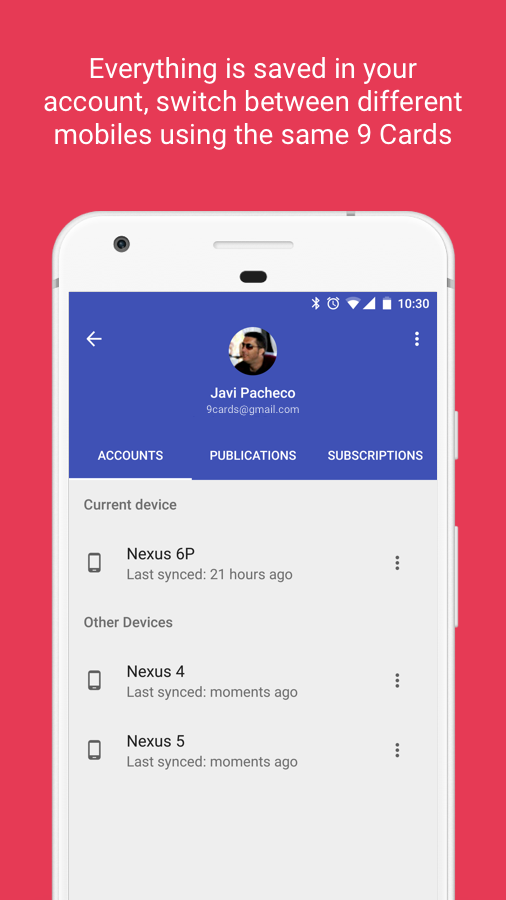 Everything is saved in your
account, switch between different
mobiles using the same 9 Cards
10:30
Javi Pacheco
9cards@gmail.com
ACCOUNTS PUBLICATIONS SUBSCRIPTIONS
Current device
Nexus 6P
Last synced: 21 hours ago
Other Devices
Nexus 4
Last synced: moments ago
Nexus 5
Last synced: moments ago